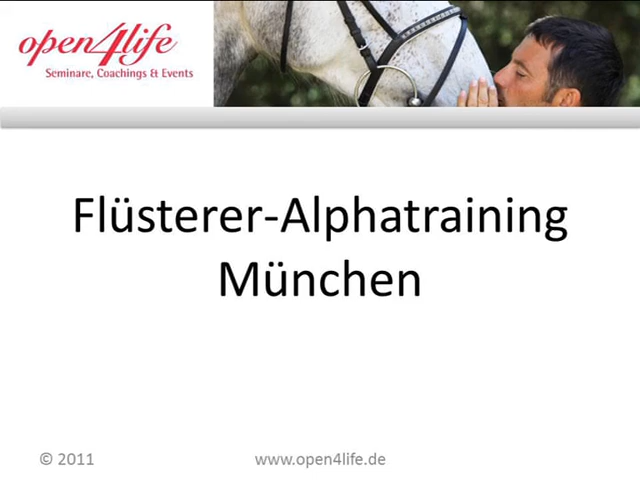 open4life
Seminare, Coachings & Events
Flüsterer-Alphatraining
München
© 2011
www.open4life.de